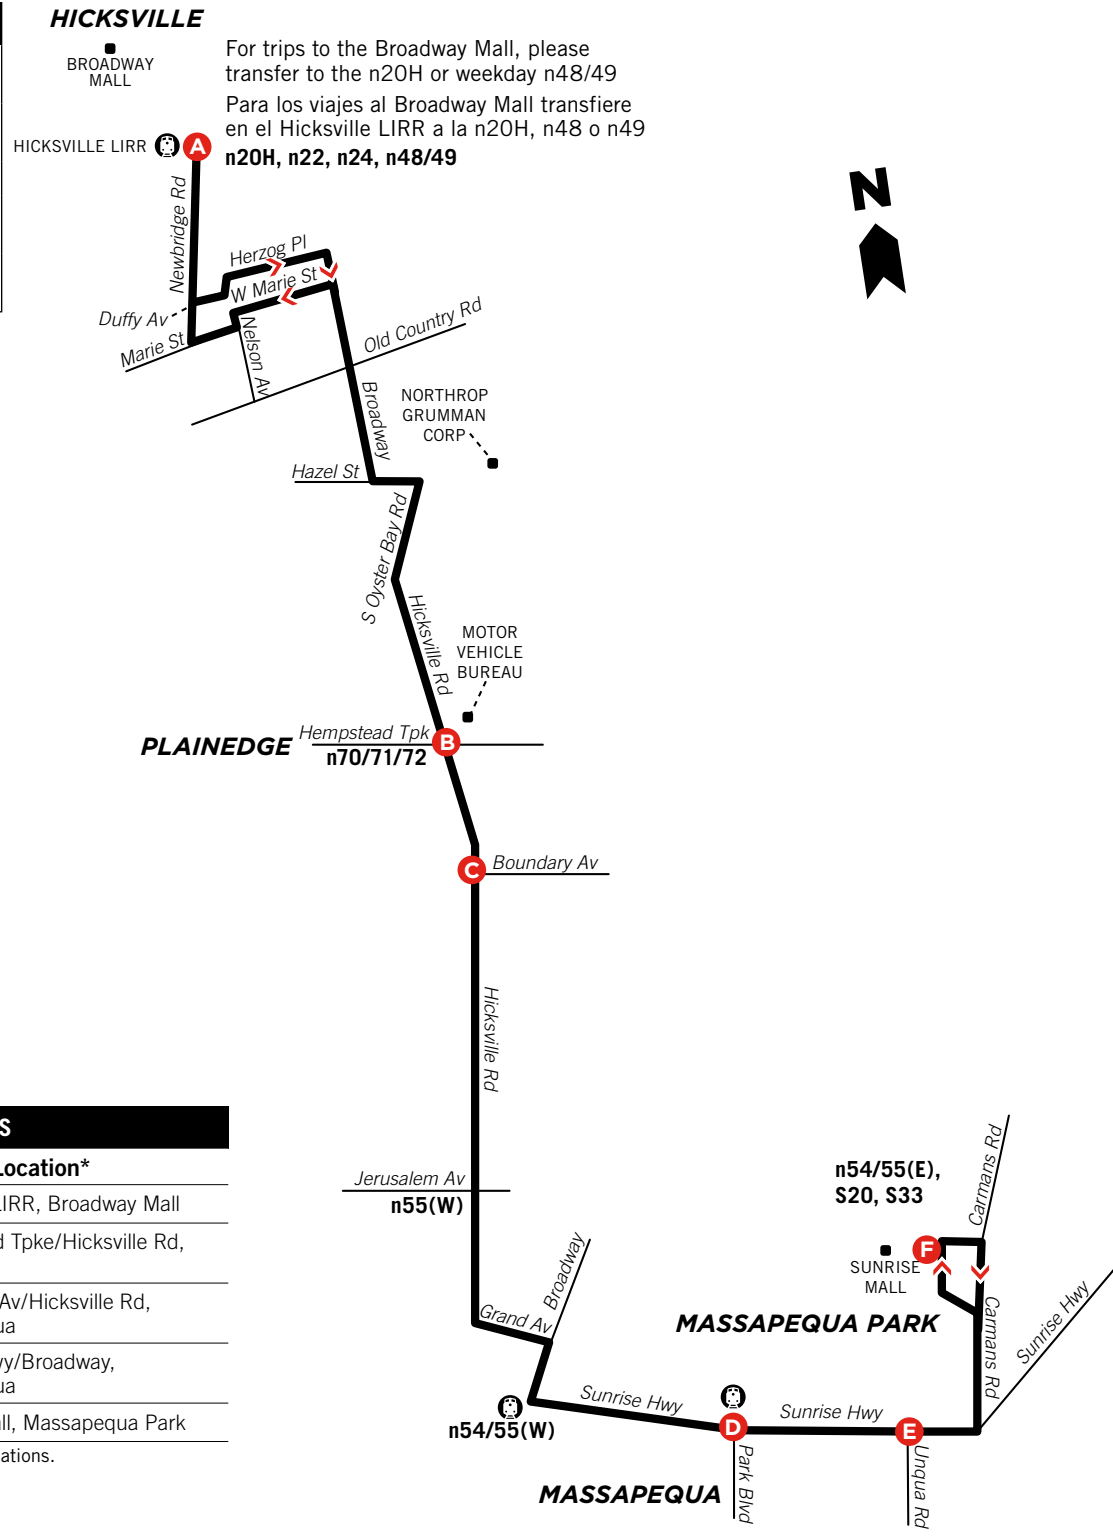 HICKSVILLE
BROADWAY
MALL
For trips to the Broadway Mall, please
transfer to the n20H or weekday n48/49
Para los viajes al Broadway Mall transfiere
en el Hicksville LIRR a la n20H, n48 o n49
n20H, n22, n24, n48/49
HICKSVILLE LIRR
A
N
Newbridge Rd
Herzog Pl
W Marie St
Duffy Av
Marie St
Nelson Av
Old Country Rd
Broadway
NORTHROP
GRUMMAN
CORP
Hazel St
S Oyster Bay Rd
Hicksville Rd
MOTOR
VEHICLE
BUREAU
PLAINEDGE
Hempstead Tpk
B
n70/71/72
C
Boundary Av
Hicksville Rd
S
Location*
LIRR, Broadway Mall
d Tpke/Hicksville Rd,
Av/Hicksville Rd,
ua
wy/Broadway,
ua
ll, Massapequa Park
ations.
Jerusalem Av
n55(W)
Grand Av
Broadway
n54/55(W)
Sunrise Hwy
D
Park Blvd
MASSAPEQUA
Sunrise Hwy
E
Unqua Rd
n54/55(E),
S20, S33
Carmans Rd
F
SUNRISE
MALL
MASSAPEQUA PARK
Carmans Rd
Sunrise Hwy